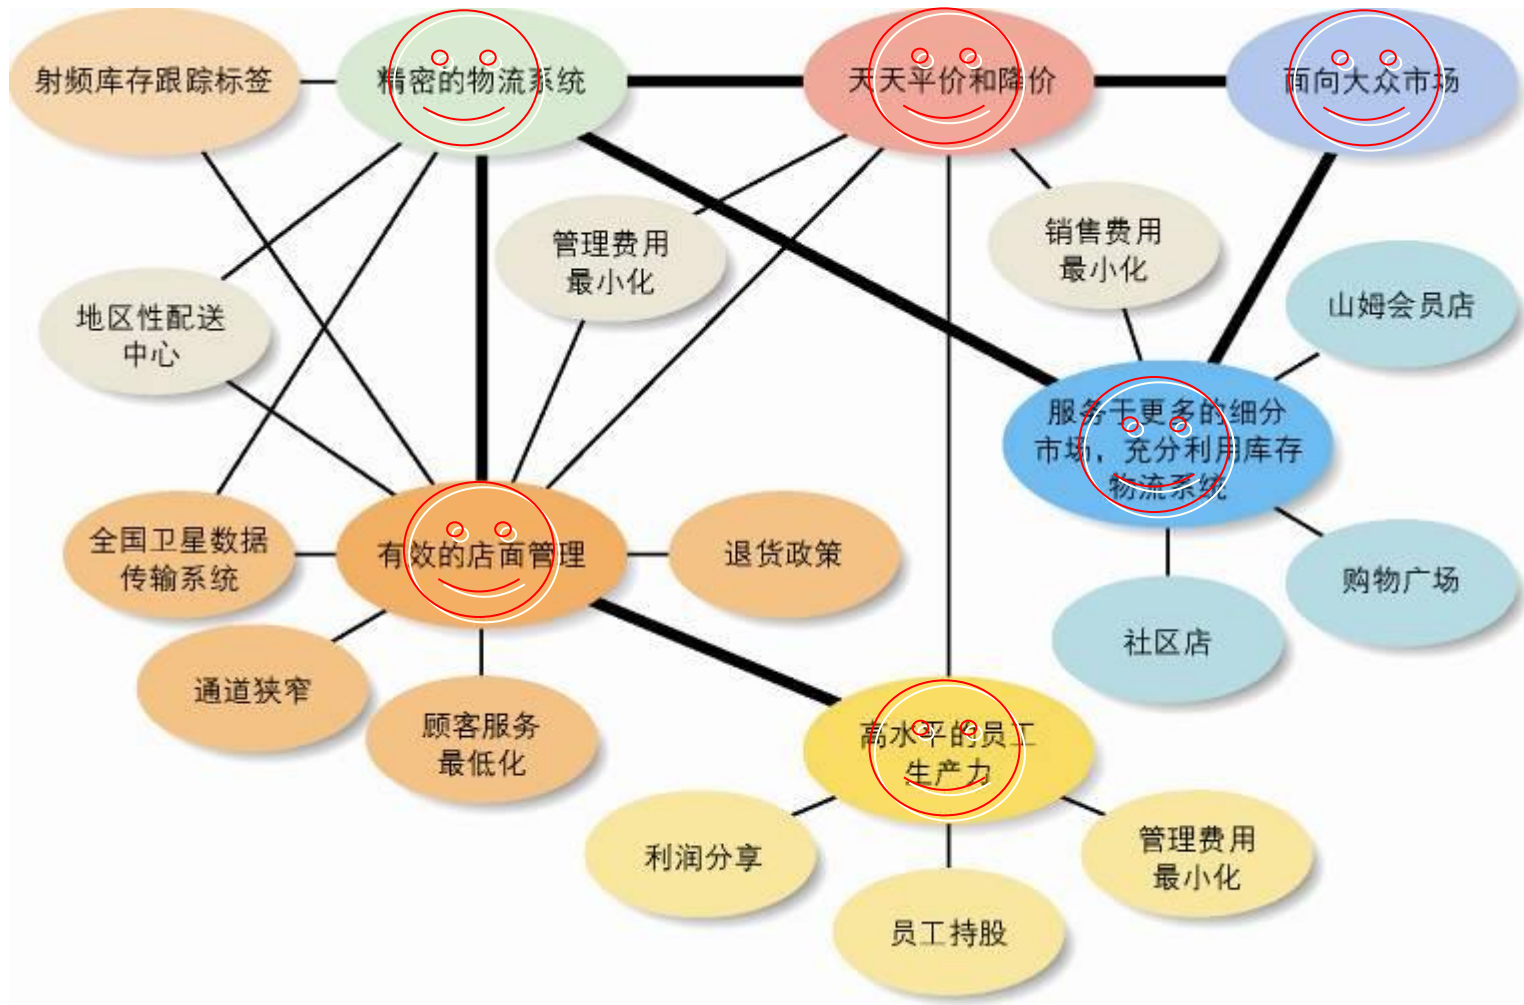 射频库存跟踪标签
精密的物流系统
天天平价和降价
面向大众市场
管理费用
最小化
销售费用
最小化
山姆会员店
地区性配送
中心
服务于更多的细分
市场，充分利用库存
物流系统
全国卫星数据
传输系统
有效的店面管理
退货政策
购物广场
社区店
通道狭窄
顾客服务
最低化
高水平的员工
生产力
利润分享
管理费用
最小化
员工持股